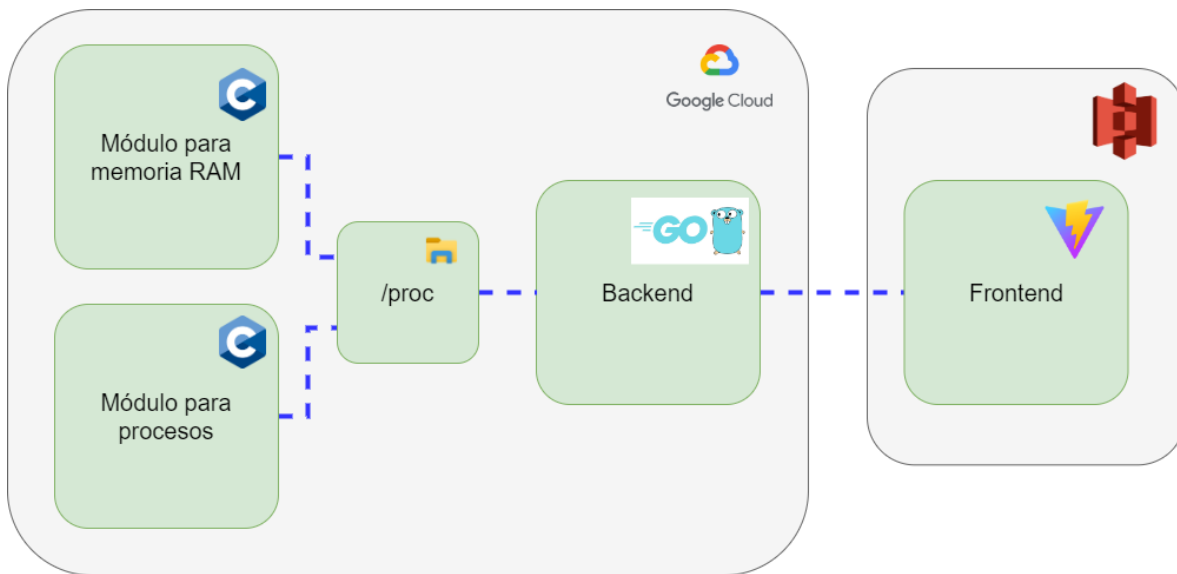 Módulo para
memoria RAM
Google Cloud
/proc
GO
Backend
Frontend
Módulo para
procesos
C
C